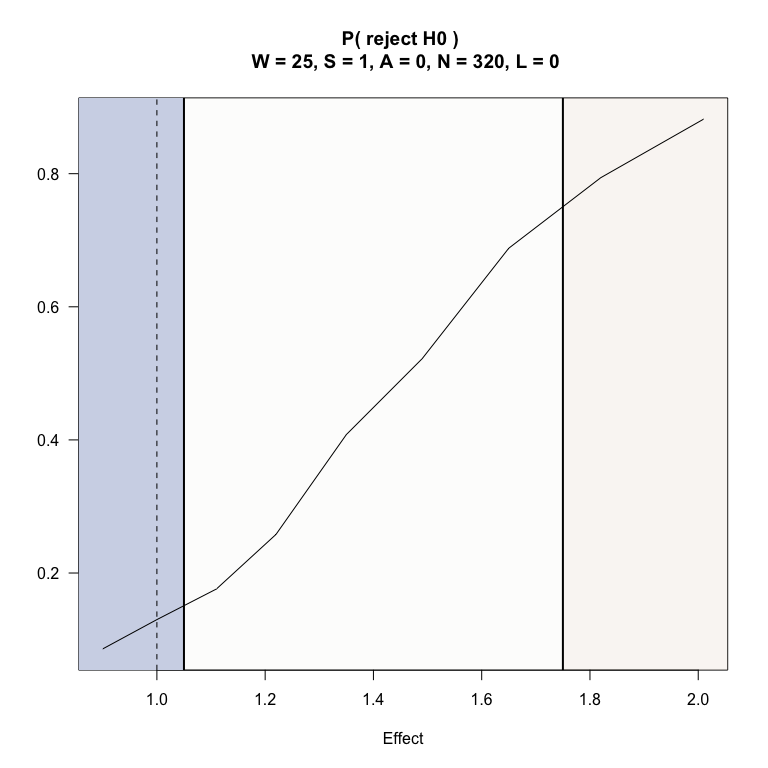 P( reject H0 )
W = 25, S = 1, A = 0, N = 320, L = 0
0.8
0.6
0.4
0.2
1.0 1.2 1.4 1.6 1.8 2.0
Effect